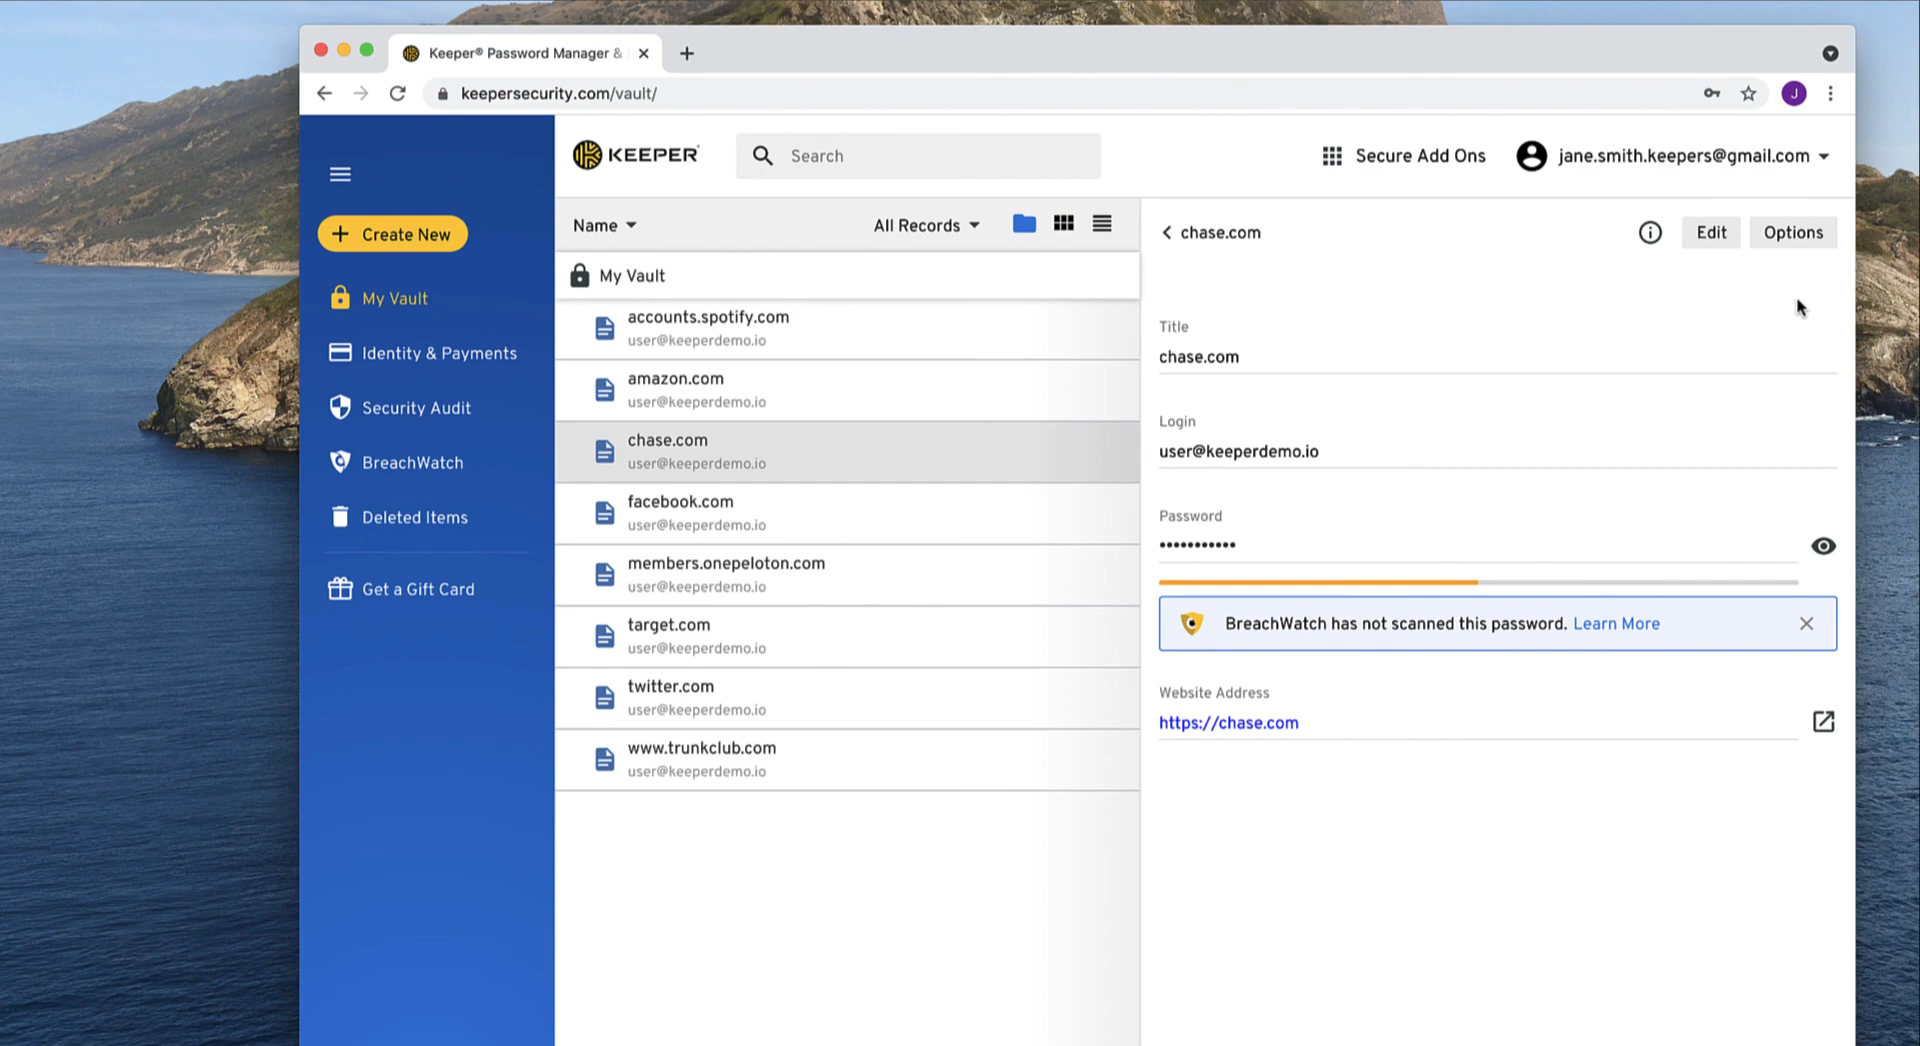 Keeper® Password Manager &
keepersecurity.com/vault/
J
KEEPER
Search
Secure Add Ons
jane.smith.keepers@gmail.com
Create New
My Vault
Identity & Payments
Security Audit
BreachWatch
Deleted Items
Get a Gift Card
Name
All Records
My Vault
accounts.spotify.com
user@keeperdemo.io
amazon.com
user@keeperdemo.io
chase.com
user@keeperdemo.io
facebook.com
user@keeperdemo.io
members.onepeloton.com
user@keeperdemo.io
target.com
user@keeperdemo.io
twitter.com
user@keeperdemo.io
www.trunkclub.com
user@keeperdemo.io
chase.com
Edit
Options
Title
chase.com
Login
user@keeperdemo.io
Password
•••••••••••
BreachWatch has not scanned this password. Learn More
Website Address
https://chase.com